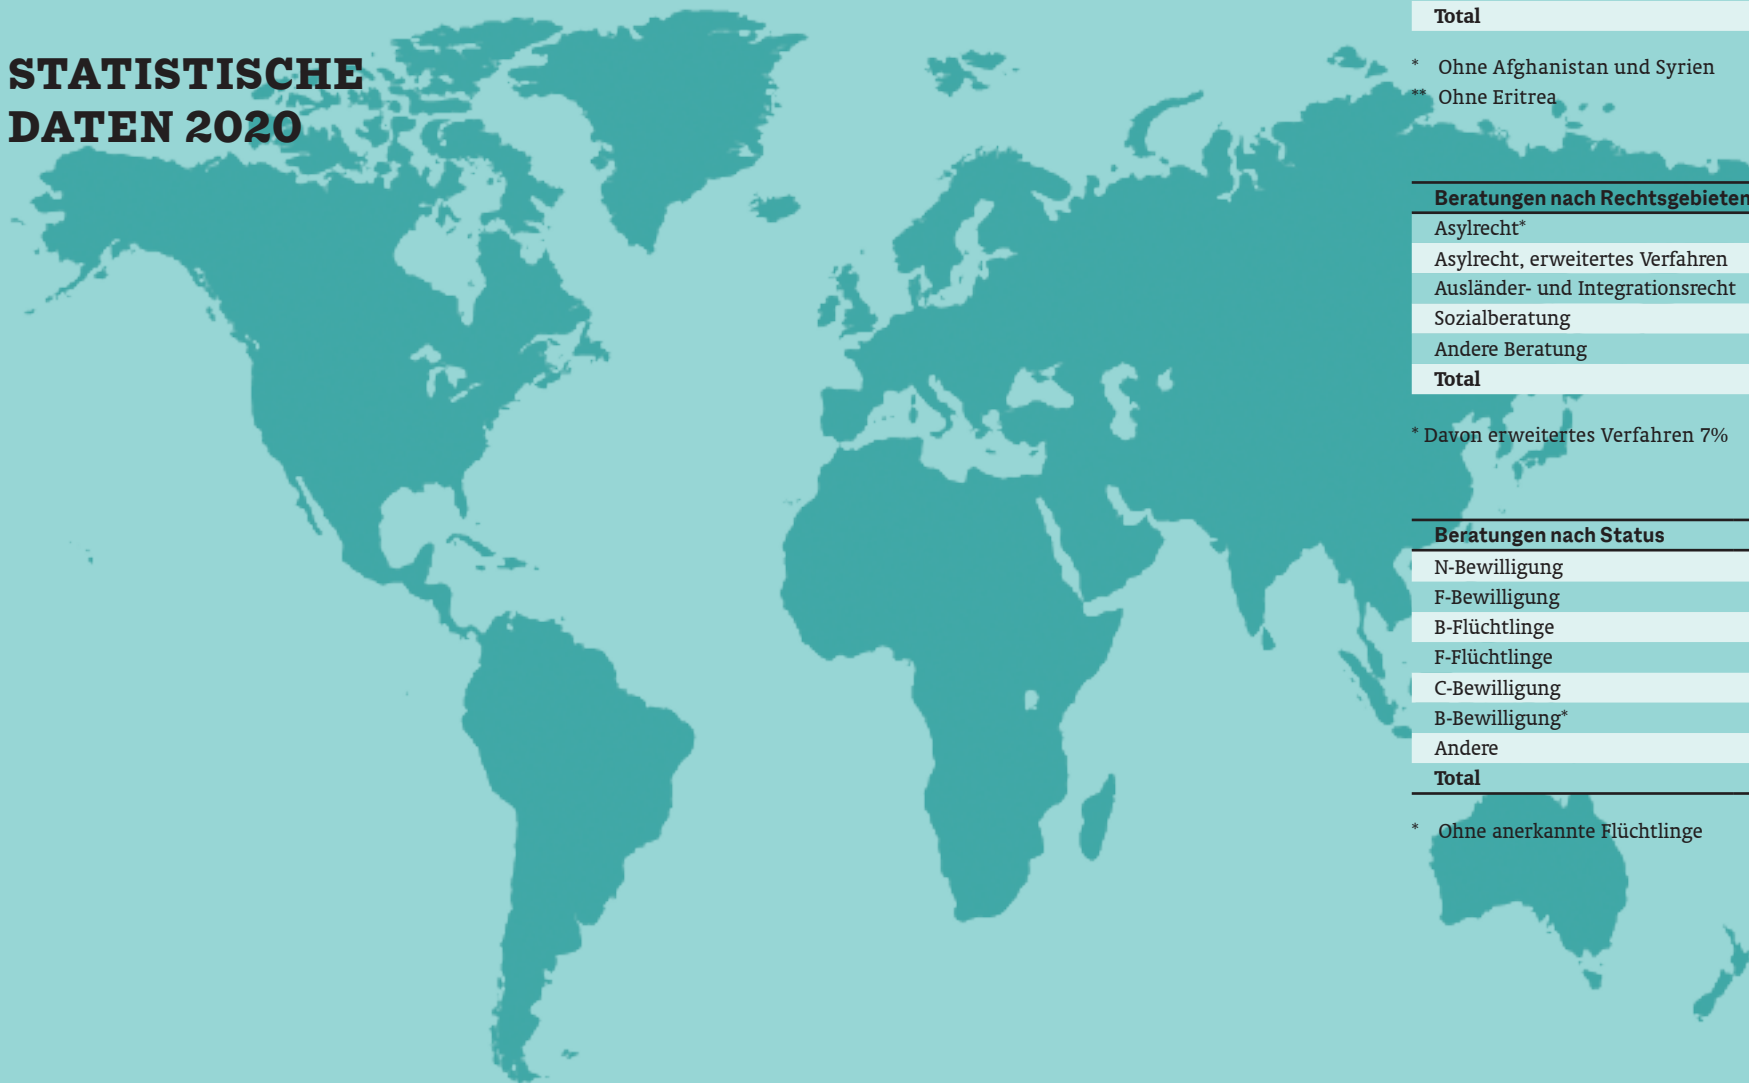 STATISTISCHE
DATEN 2020
Total
* Ohne Afghanistan und Syrien
** Ohne Eritrea
Beratungen nach Rechtsgebieten
Asylrecht*
Asylrecht, erweitertes Verfahren
Ausländer- und Integrationsrecht
Sozialberatung
Andere Beratung
Total
* Davon erweitertes Verfahren 7%
Beratungen nach Status
N-Bewilligung
F-Bewilligung
B-Flüchtlinge
F-Flüchtlinge
C-Bewilligung
B-Bewilligung*
Andere
Total
* Ohne anerkannte Flüchtlinge